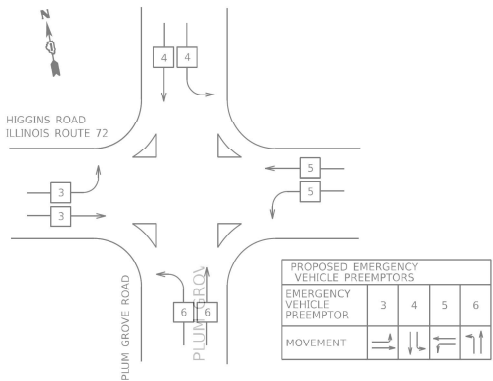 N
4 4
HIGGINS ROAD
ILLINOIS ROUTE 72
3
3
5
5
6 6
PLUM GROVE ROAD
PLUM GROV
PROPOSED EMERGENCY
VEHICLE PREEMPTORS
EMERGENCY
VEHICLE
PREEMPTOR
3 4 5 6
MOVEMENT